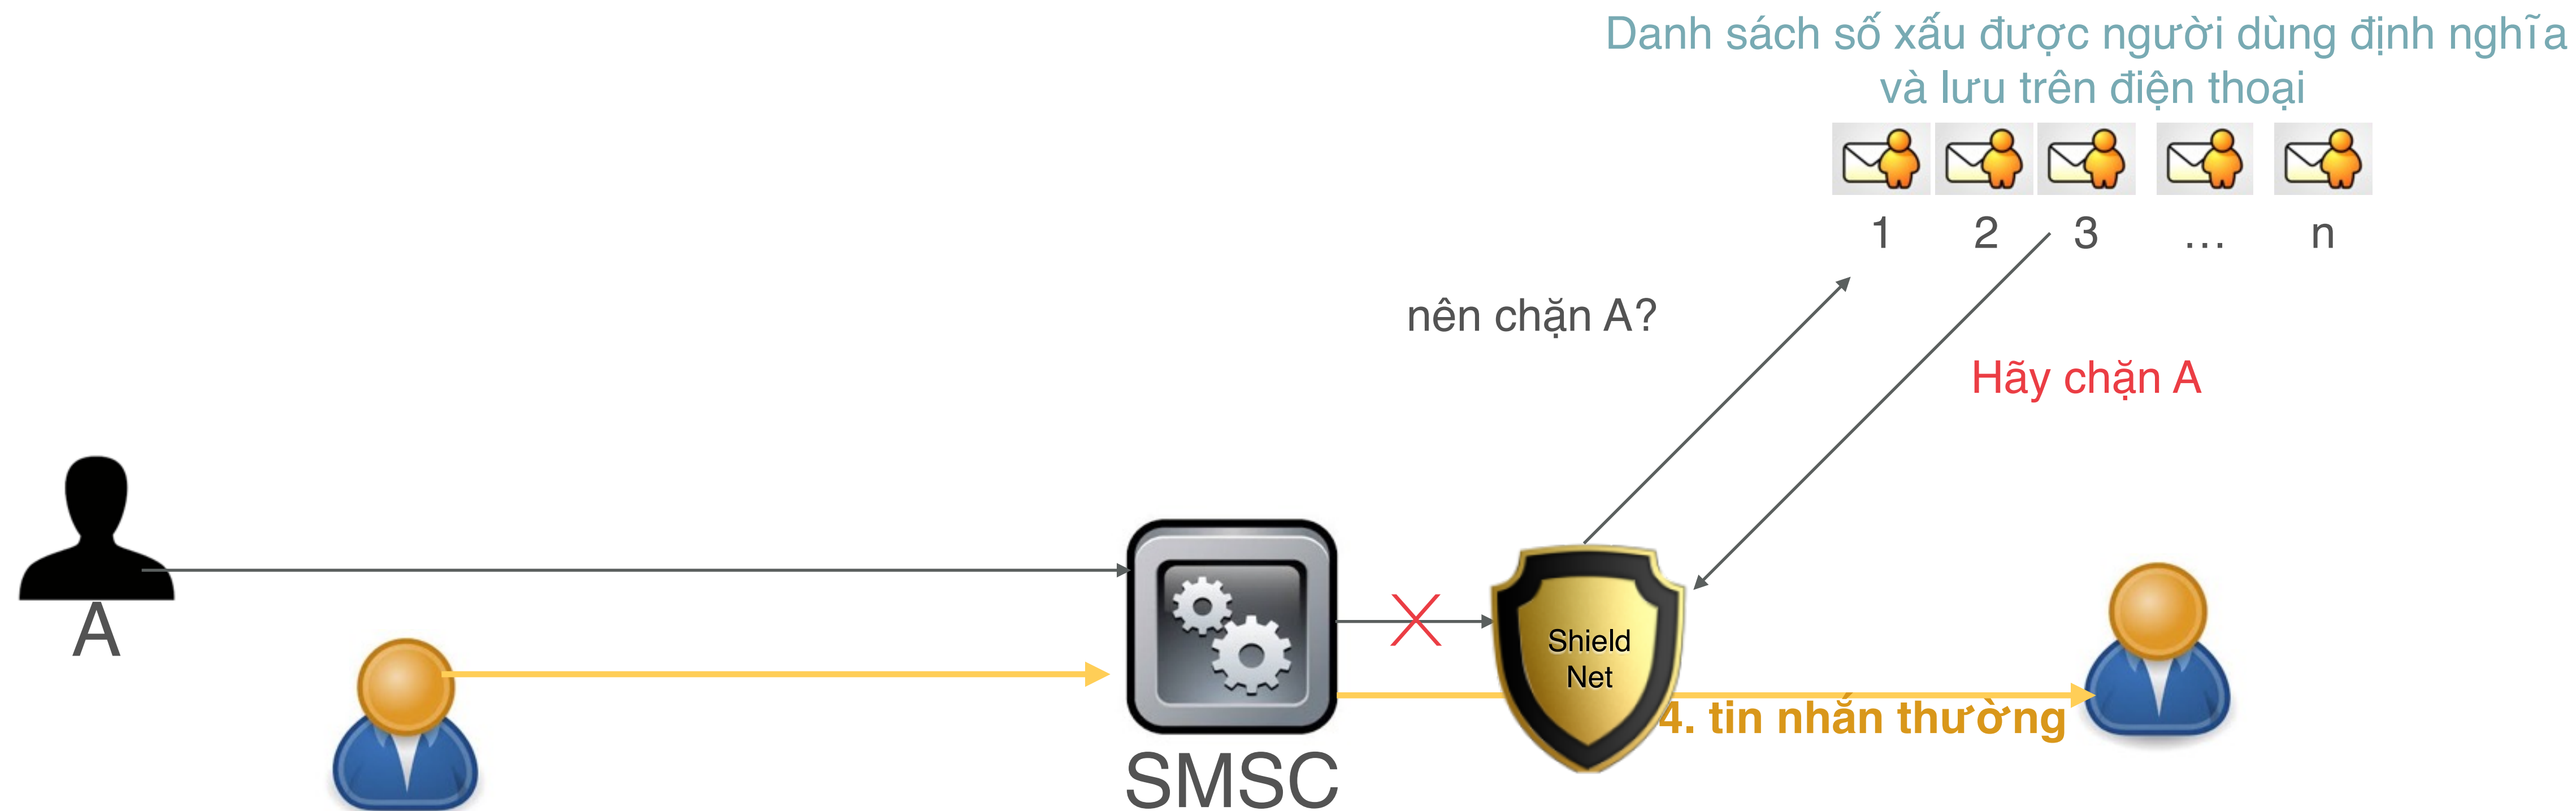 Danh sách số xấu được người dùng định nghĩa
và lưu trên điện thoại
1 2 3 ... n
nên chặn A?
Hãy chặn A
A
Shield
Net
4. tin nhắn thường
SMSC